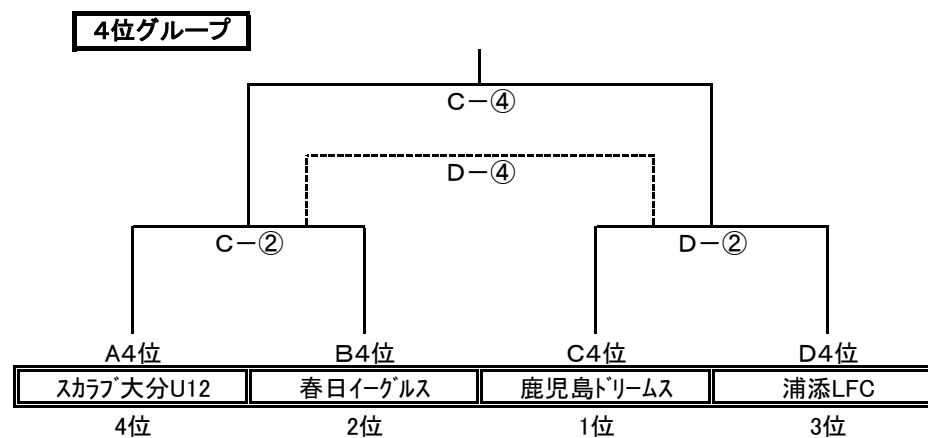 4位グループ
C－④
D－④
C－② D－②
A4位 B4位 C4位 D4位
スカラブ大分U12 春日イーグルス 鹿児島ドリームス 浦添LFC
4位 2位 1位 3位